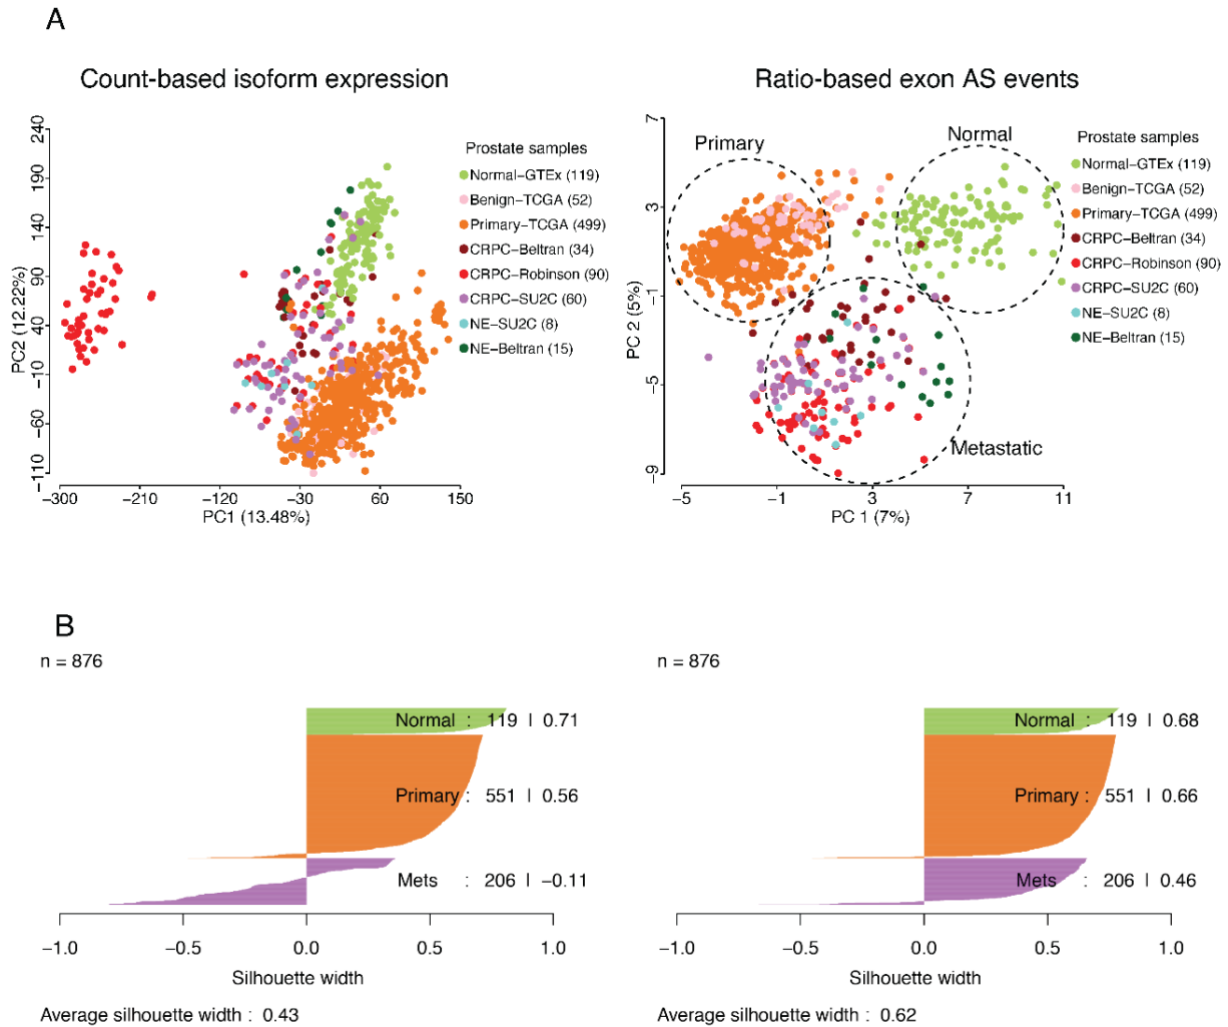 A
Count-based isoform expression
240
190
140
90
40
−10
−60
−110
PC2 (12.22%)
−300
−210
−120
−30
60
150
PC1 (13.48%)
Prostate samples
Normal−GTEx (119)
Benign−TCGA (52)
Primary−TCGA (499)
CRPC−Beltran (34)
CRPC−Robinson (90)
CRPC−SU2C (60)
NE−SU2C (8)
NE−Beltran (15)
Ratio-based exon AS events
7
3
−1
−5
−9
PC 2 (5%)
−5
−1
3
7
11
PC 1 (7%)
Primary
Normal
Metastatic
Prostate samples
Normal−GTEx (119)
Benign−TCGA (52)
Primary−TCGA (499)
CRPC−Beltran (34)
CRPC−Robinson (90)
CRPC−SU2C (60)
NE−SU2C (8)
NE−Beltran (15)
B
n = 876
Normal : 119 | 0.71
Primary : 551 | 0.56
Mets : 206 | −0.11
−1.0
−0.5
0.0
0.5
1.0
Silhouette width
Average silhouette width : 0.43
n = 876
Normal : 119 | 0.68
Primary : 551 | 0.66
Mets : 206 | 0.46
−1.0
−0.5
0.0
0.5
1.0
Silhouette width
Average silhouette width : 0.62